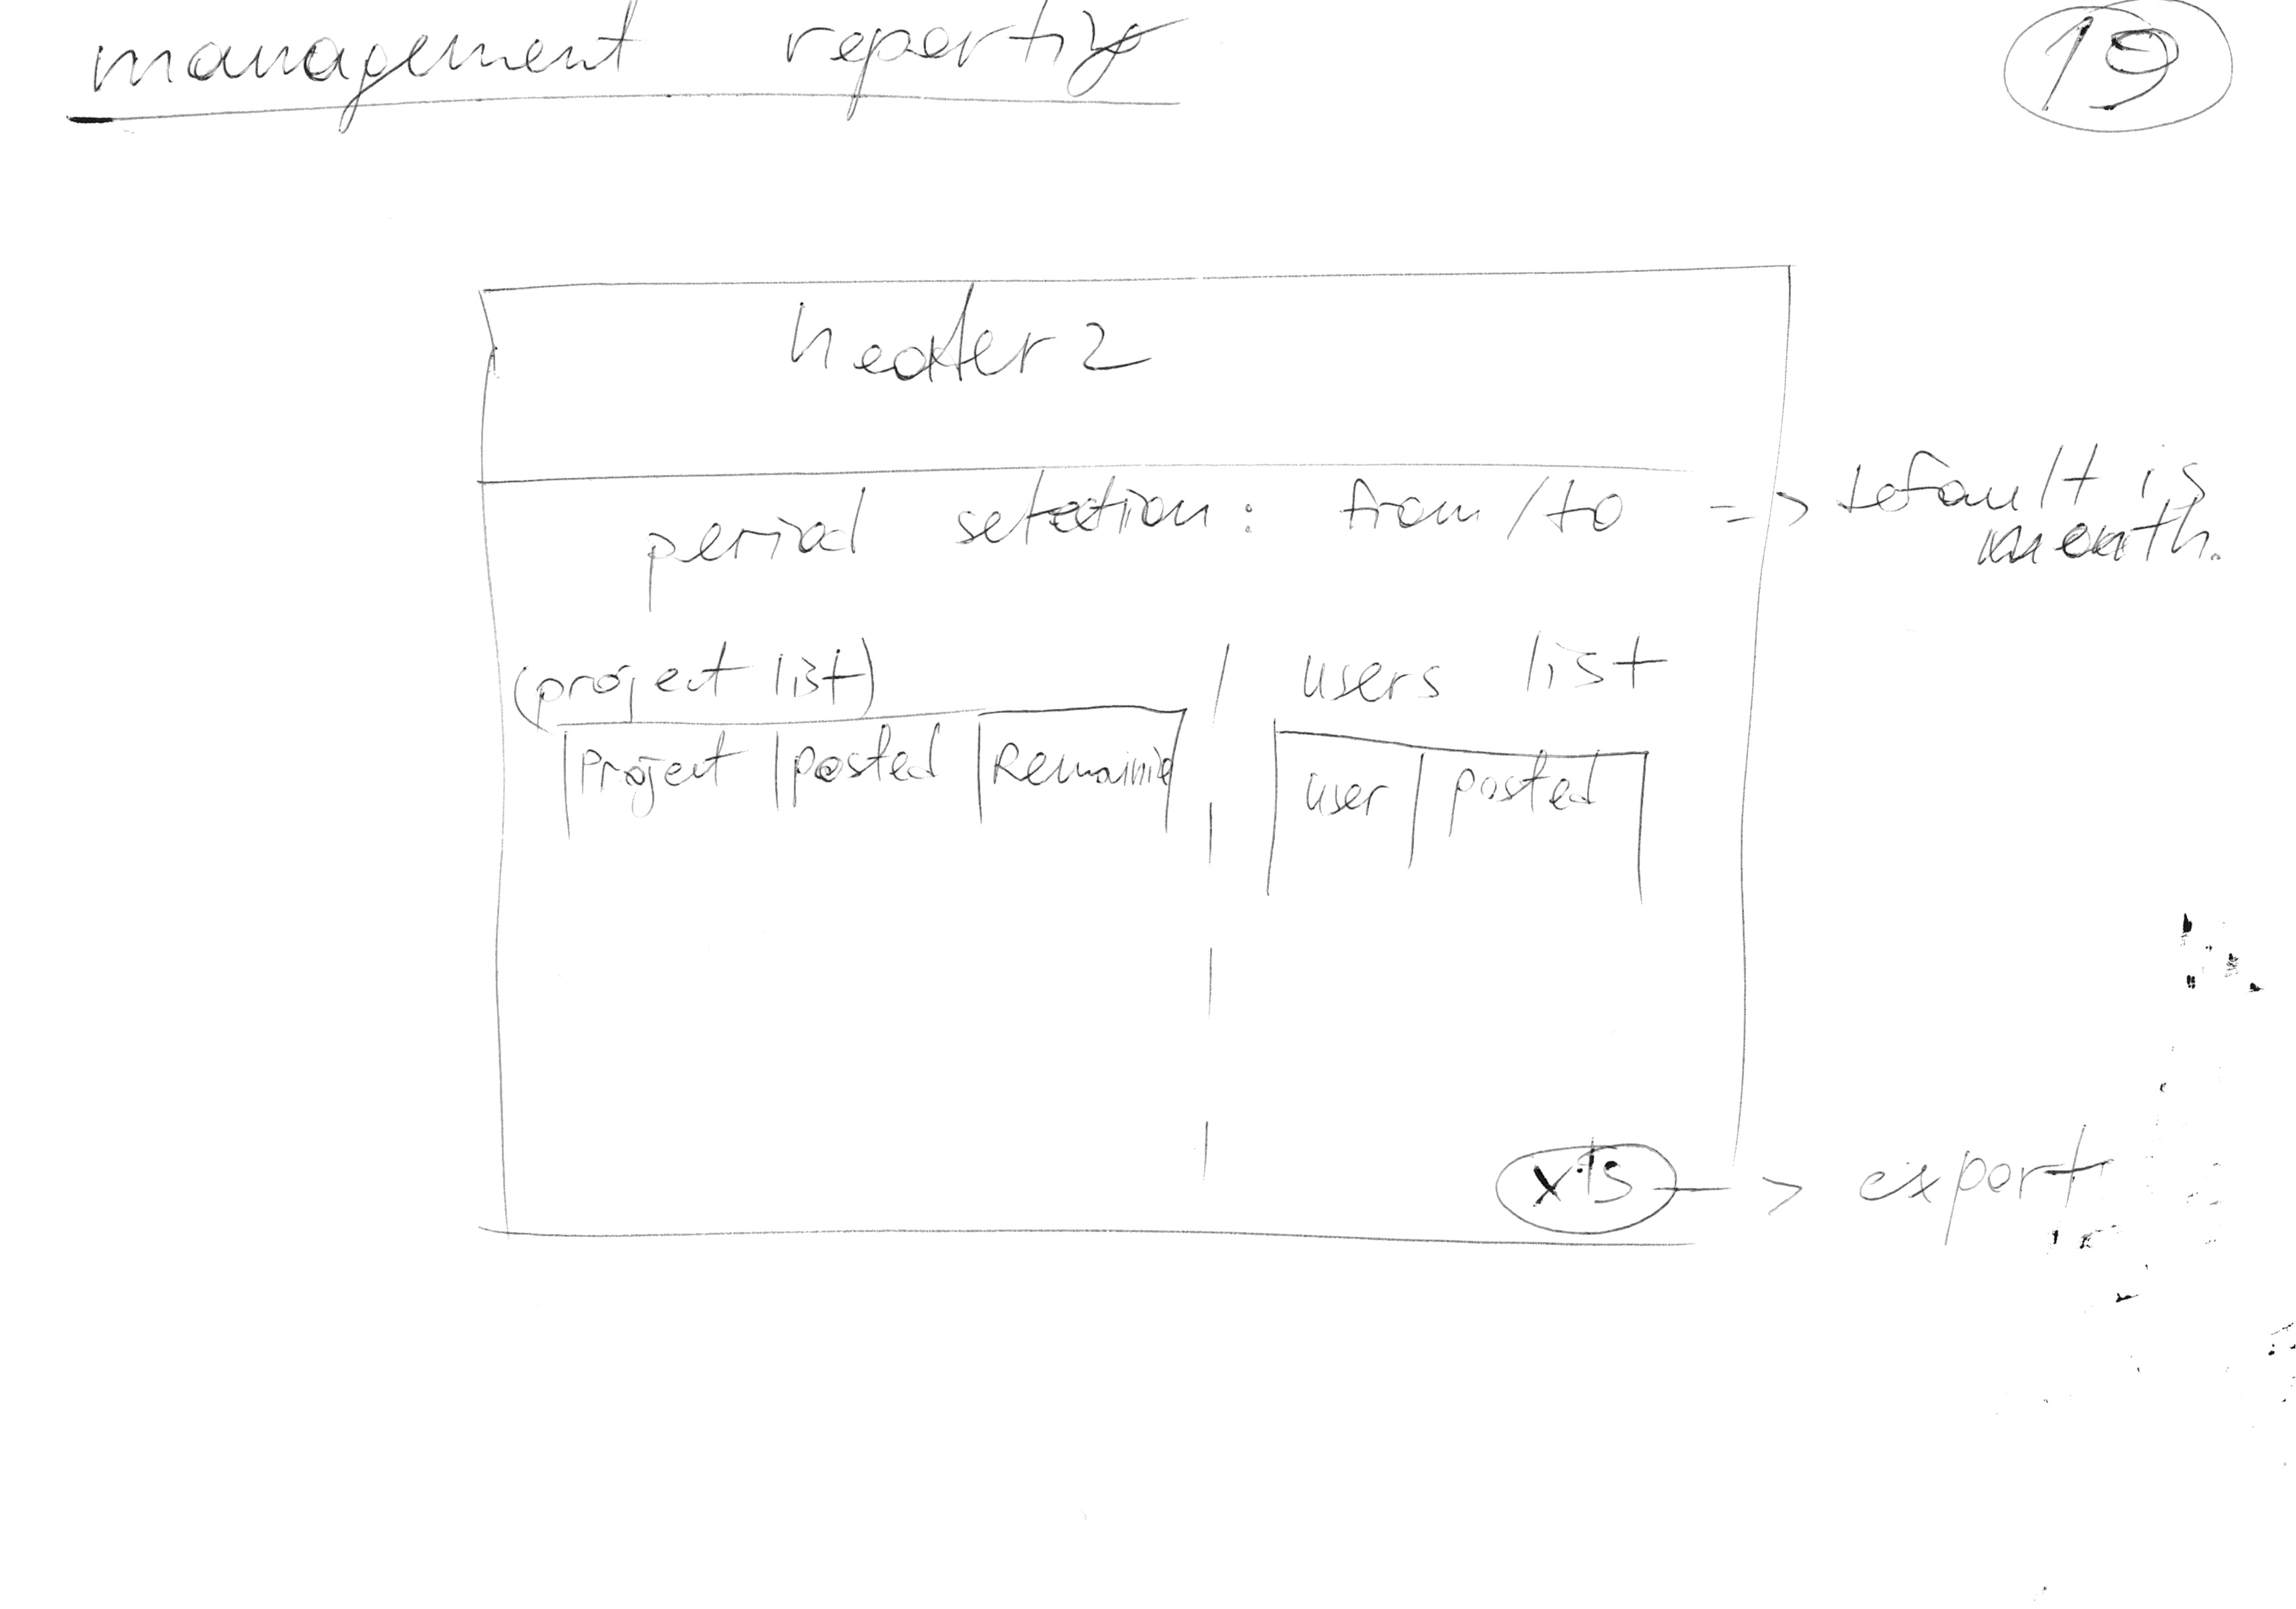 management reporting
19
header 2
period selection: from/to => default is
month.
(project list) / users list
Project | posted | Remainig
user | posted
xls -> export